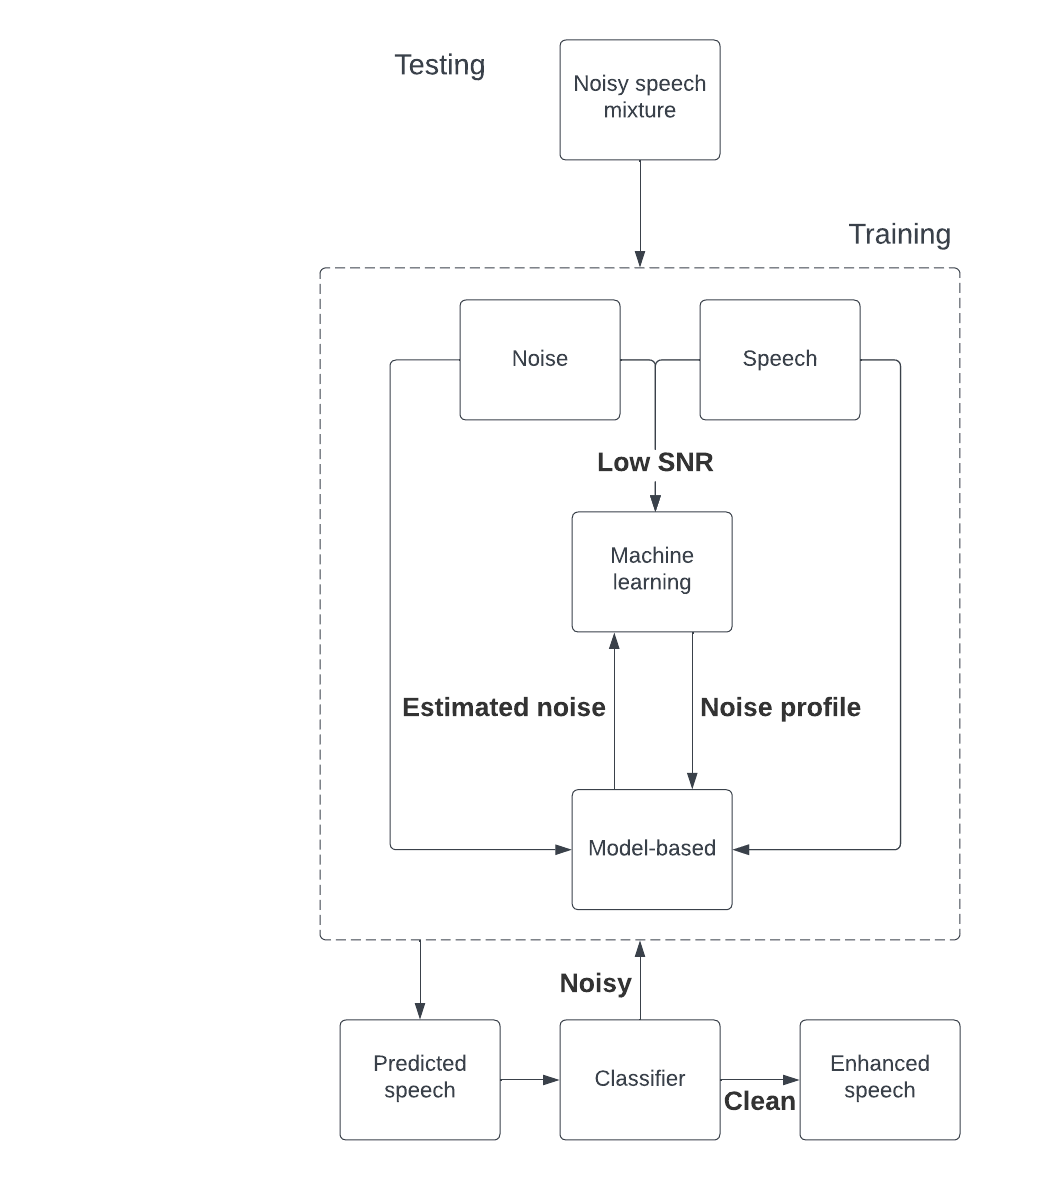 Testing
Noisy speech
mixture
Training
Noise
Speech
Low SNR
Machine
learning
Estimated noise
Noise profile
Model-based
Noisy
Predicted
speech
Classifier
Clean
Enhanced
speech